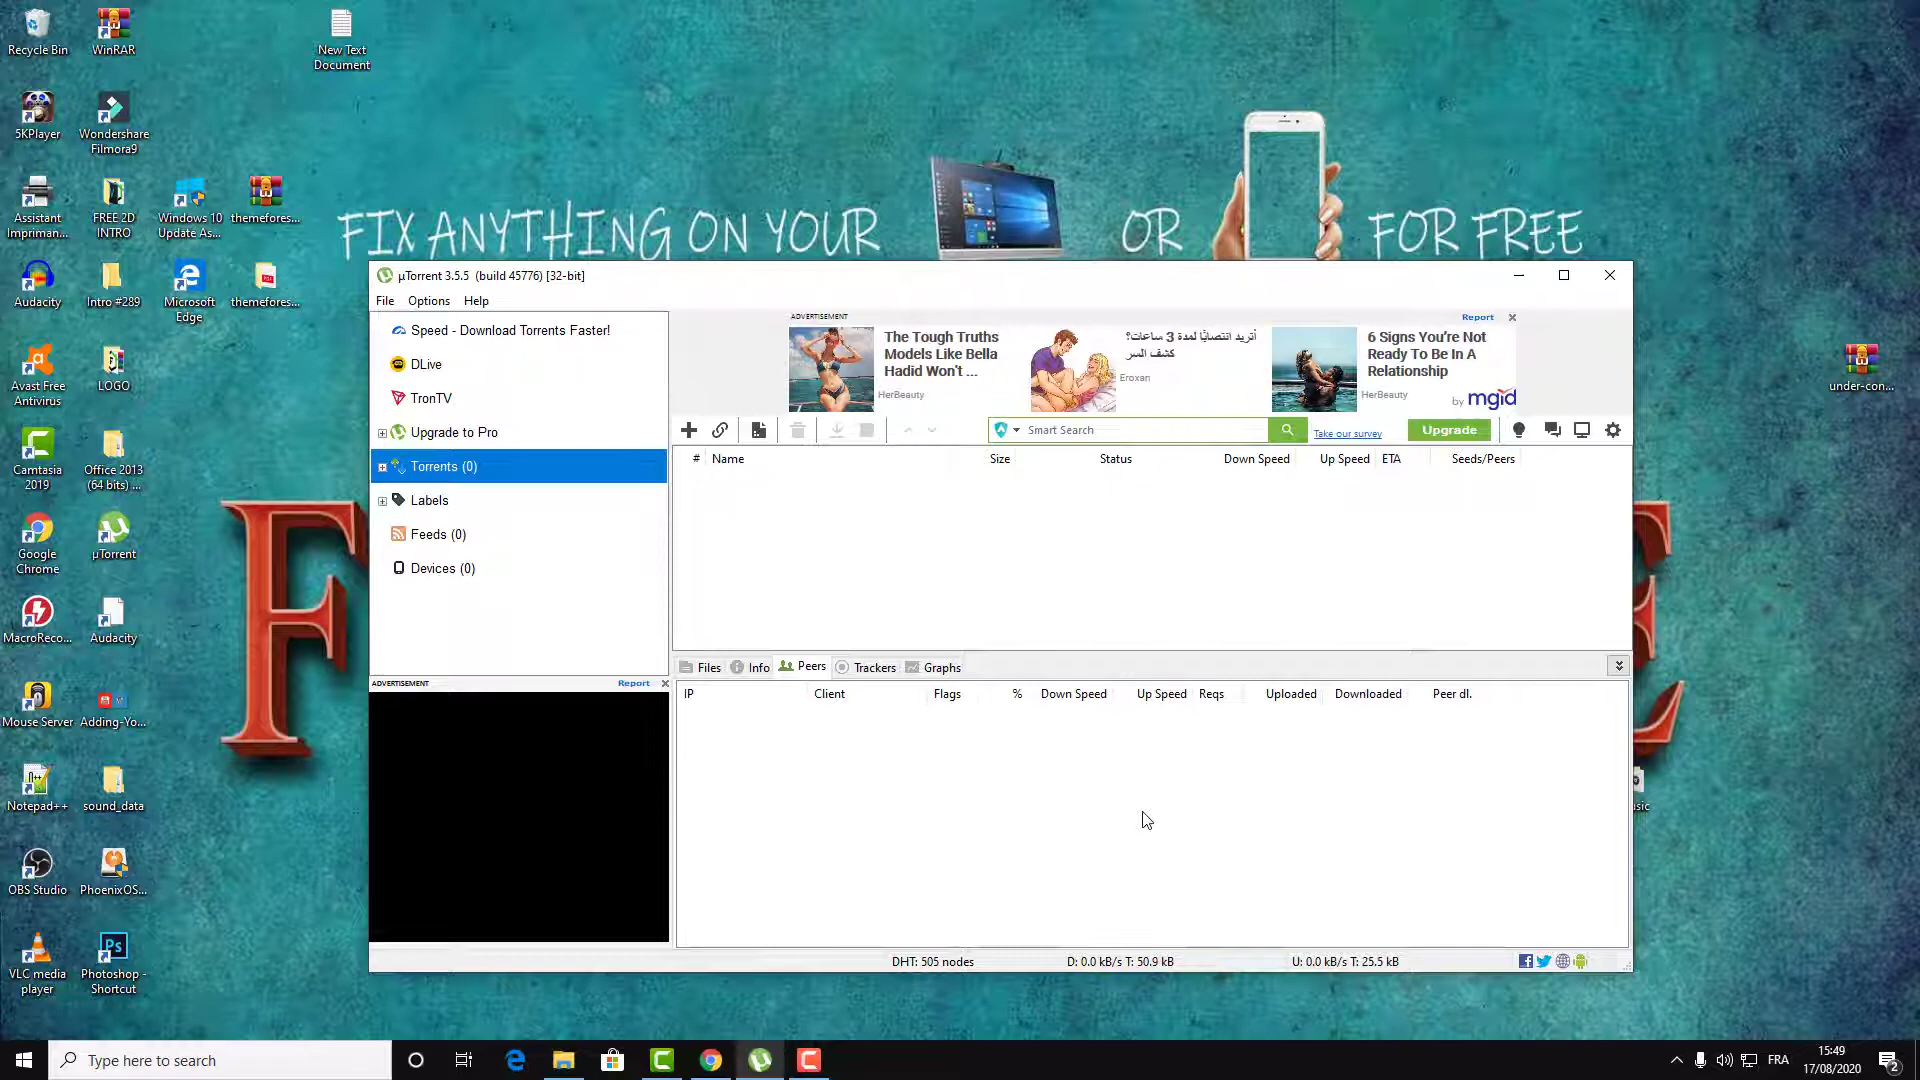 Recycle Bin
WinRAR
New Text
Document
5KPlayer
Wondershare
Filmora9
Assistant
Impriman...
FREE 2D
INTRO
Windows 10
Update As...
themefores...
Audacity
Intro #289
Microsoft
Edge
themefores...
Avast Free
Antivirus
LOGO
Camtasia
2019
Office 2013
(64 bits) ...
Google
Chrome
µTorrent
MacroReco...
Audacity
Mouse Server
Adding-Yo...
Notepad++
sound_data
OBS Studio
PhoenixOS...
VLC media
player
Photoshop -
Shortcut
under-con...
sic
FIX ANYTHING ON YOUR OR FOR FREE
F
E
µTorrent 3.5.5 (build 45776) [32-bit]
File Options Help
Speed - Download Torrents Faster!
DLive
TronTV
Upgrade to Pro
Torrents (0)
Labels
Feeds (0)
Devices (0)
ADVERTISEMENT Report
ADVERTISEMENT Report
The Tough Truths
Models Like Bella
Hadid Won't ...
HerBeauty
أتريد انتصابًا لمدة 3 ساعات؟
كشف السر
Eroxan
6 Signs You're Not
Ready To Be In A
Relationship
HerBeauty
by mgid
Smart Search
Take our survey
Upgrade
# Name Size Status Down Speed Up Speed ETA Seeds/Peers
Files Info Peers Trackers Graphs
IP Client Flags % Down Speed Up Speed Reqs Uploaded Downloaded Peer dl.
DHT: 505 nodes D: 0.0 kB/s T: 50.9 kB U: 0.0 kB/s T: 25.5 kB
Type here to search
FRA
15:49
17/08/2020
2